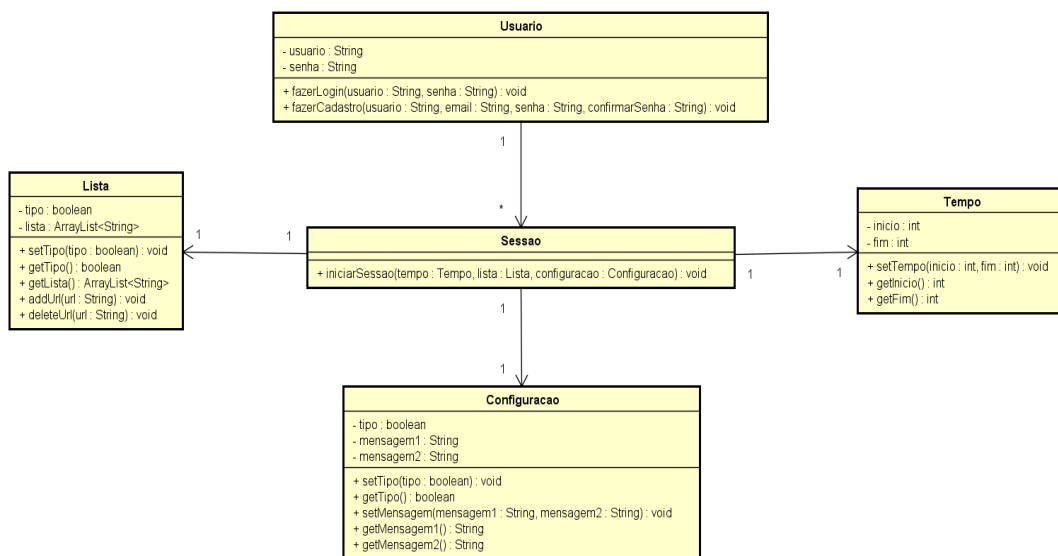 Usuario
- usuario : String
- senha : String
+ fazerLogin(usuario : String, senha : String) : void
+ fazerCadastro(usuario : String, email : String, senha : String, confirmarSenha : String) : void
1
*
Lista
- tipo : boolean
- lista : ArrayList<String>
+ setTipo(tipo : boolean) : void
+ getTipo() : boolean
+ getLista() : ArrayList<String>
+ addUrl(url : String) : void
+ deleteUrl(url : String) : void
1
1
Sessao
+ iniciarSessao(tempo : Tempo, lista : Lista, configuracao : Configuracao) : void
1
1
Tempo
- inicio : int
- fim : int
+ setTempo(inicio : int, fim : int) : void
+ getInicio() : int
+ getFim() : int
1
1
Configuracao
- tipo : boolean
- mensagem1 : String
- mensagem2 : String
+ setTipo(tipo : boolean) : void
+ getTipo() : boolean
+ setMensagem(mensagem1 : String, mensagem2 : String) : void
+ getMensagem1() : String
+ getMensagem2() : String